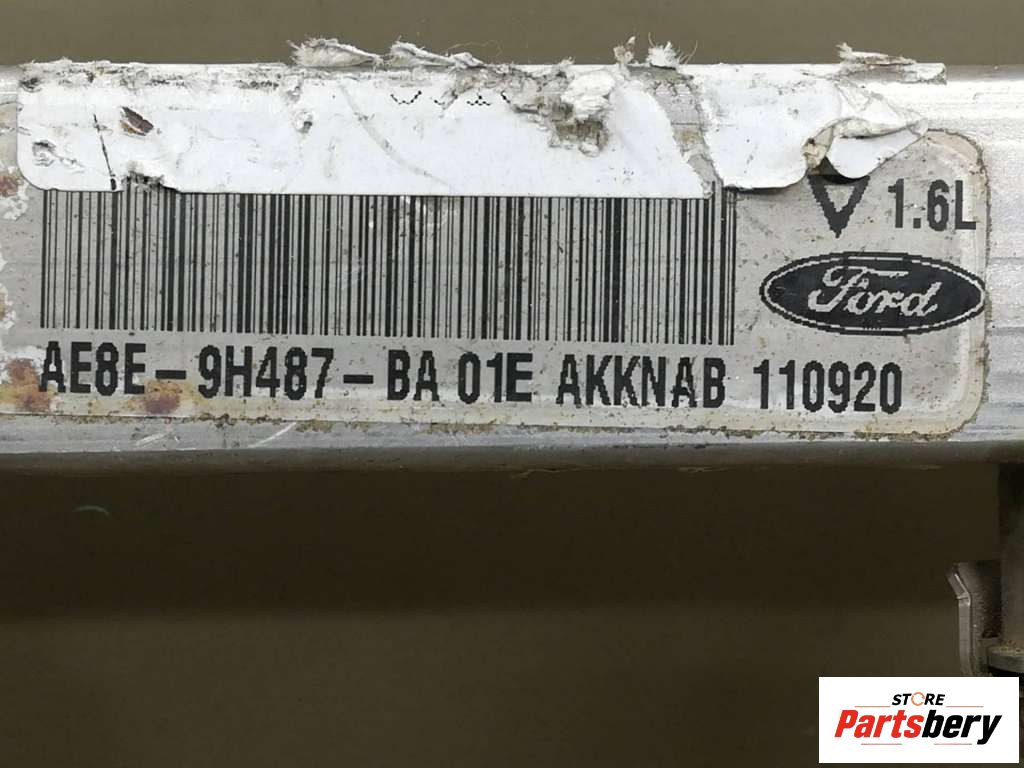 1.6L
Ford
AE8E-9H487-BA 01E AKKNAB 110920
STORE
Partsbery